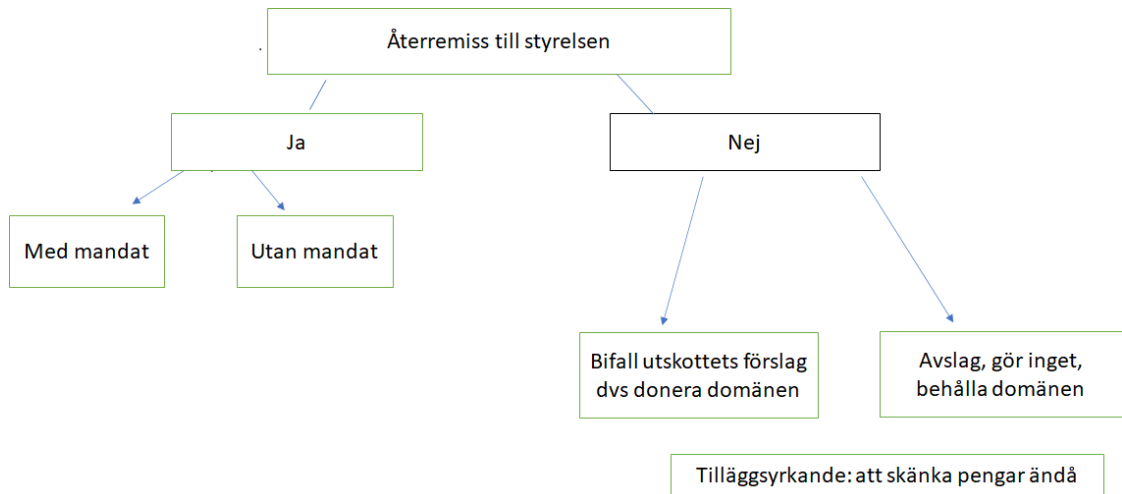 Återremiss till styrelsen
Ja
Nej
Med mandat
Utan mandat
Bifall utskottets förslag
dvs donera domänen
Avslag, gör inget,
behålla domänen
Tilläggsyrkande: att skänka pengar ändå